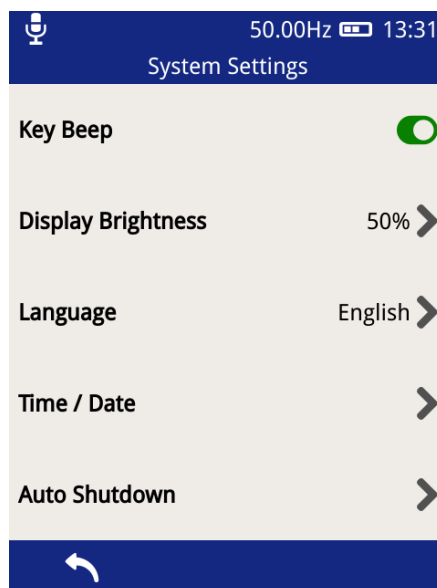 50.00Hz 13:31
System Settings
Key Beep
Display Brightness 50%
Language English
Time / Date
Auto Shutdown